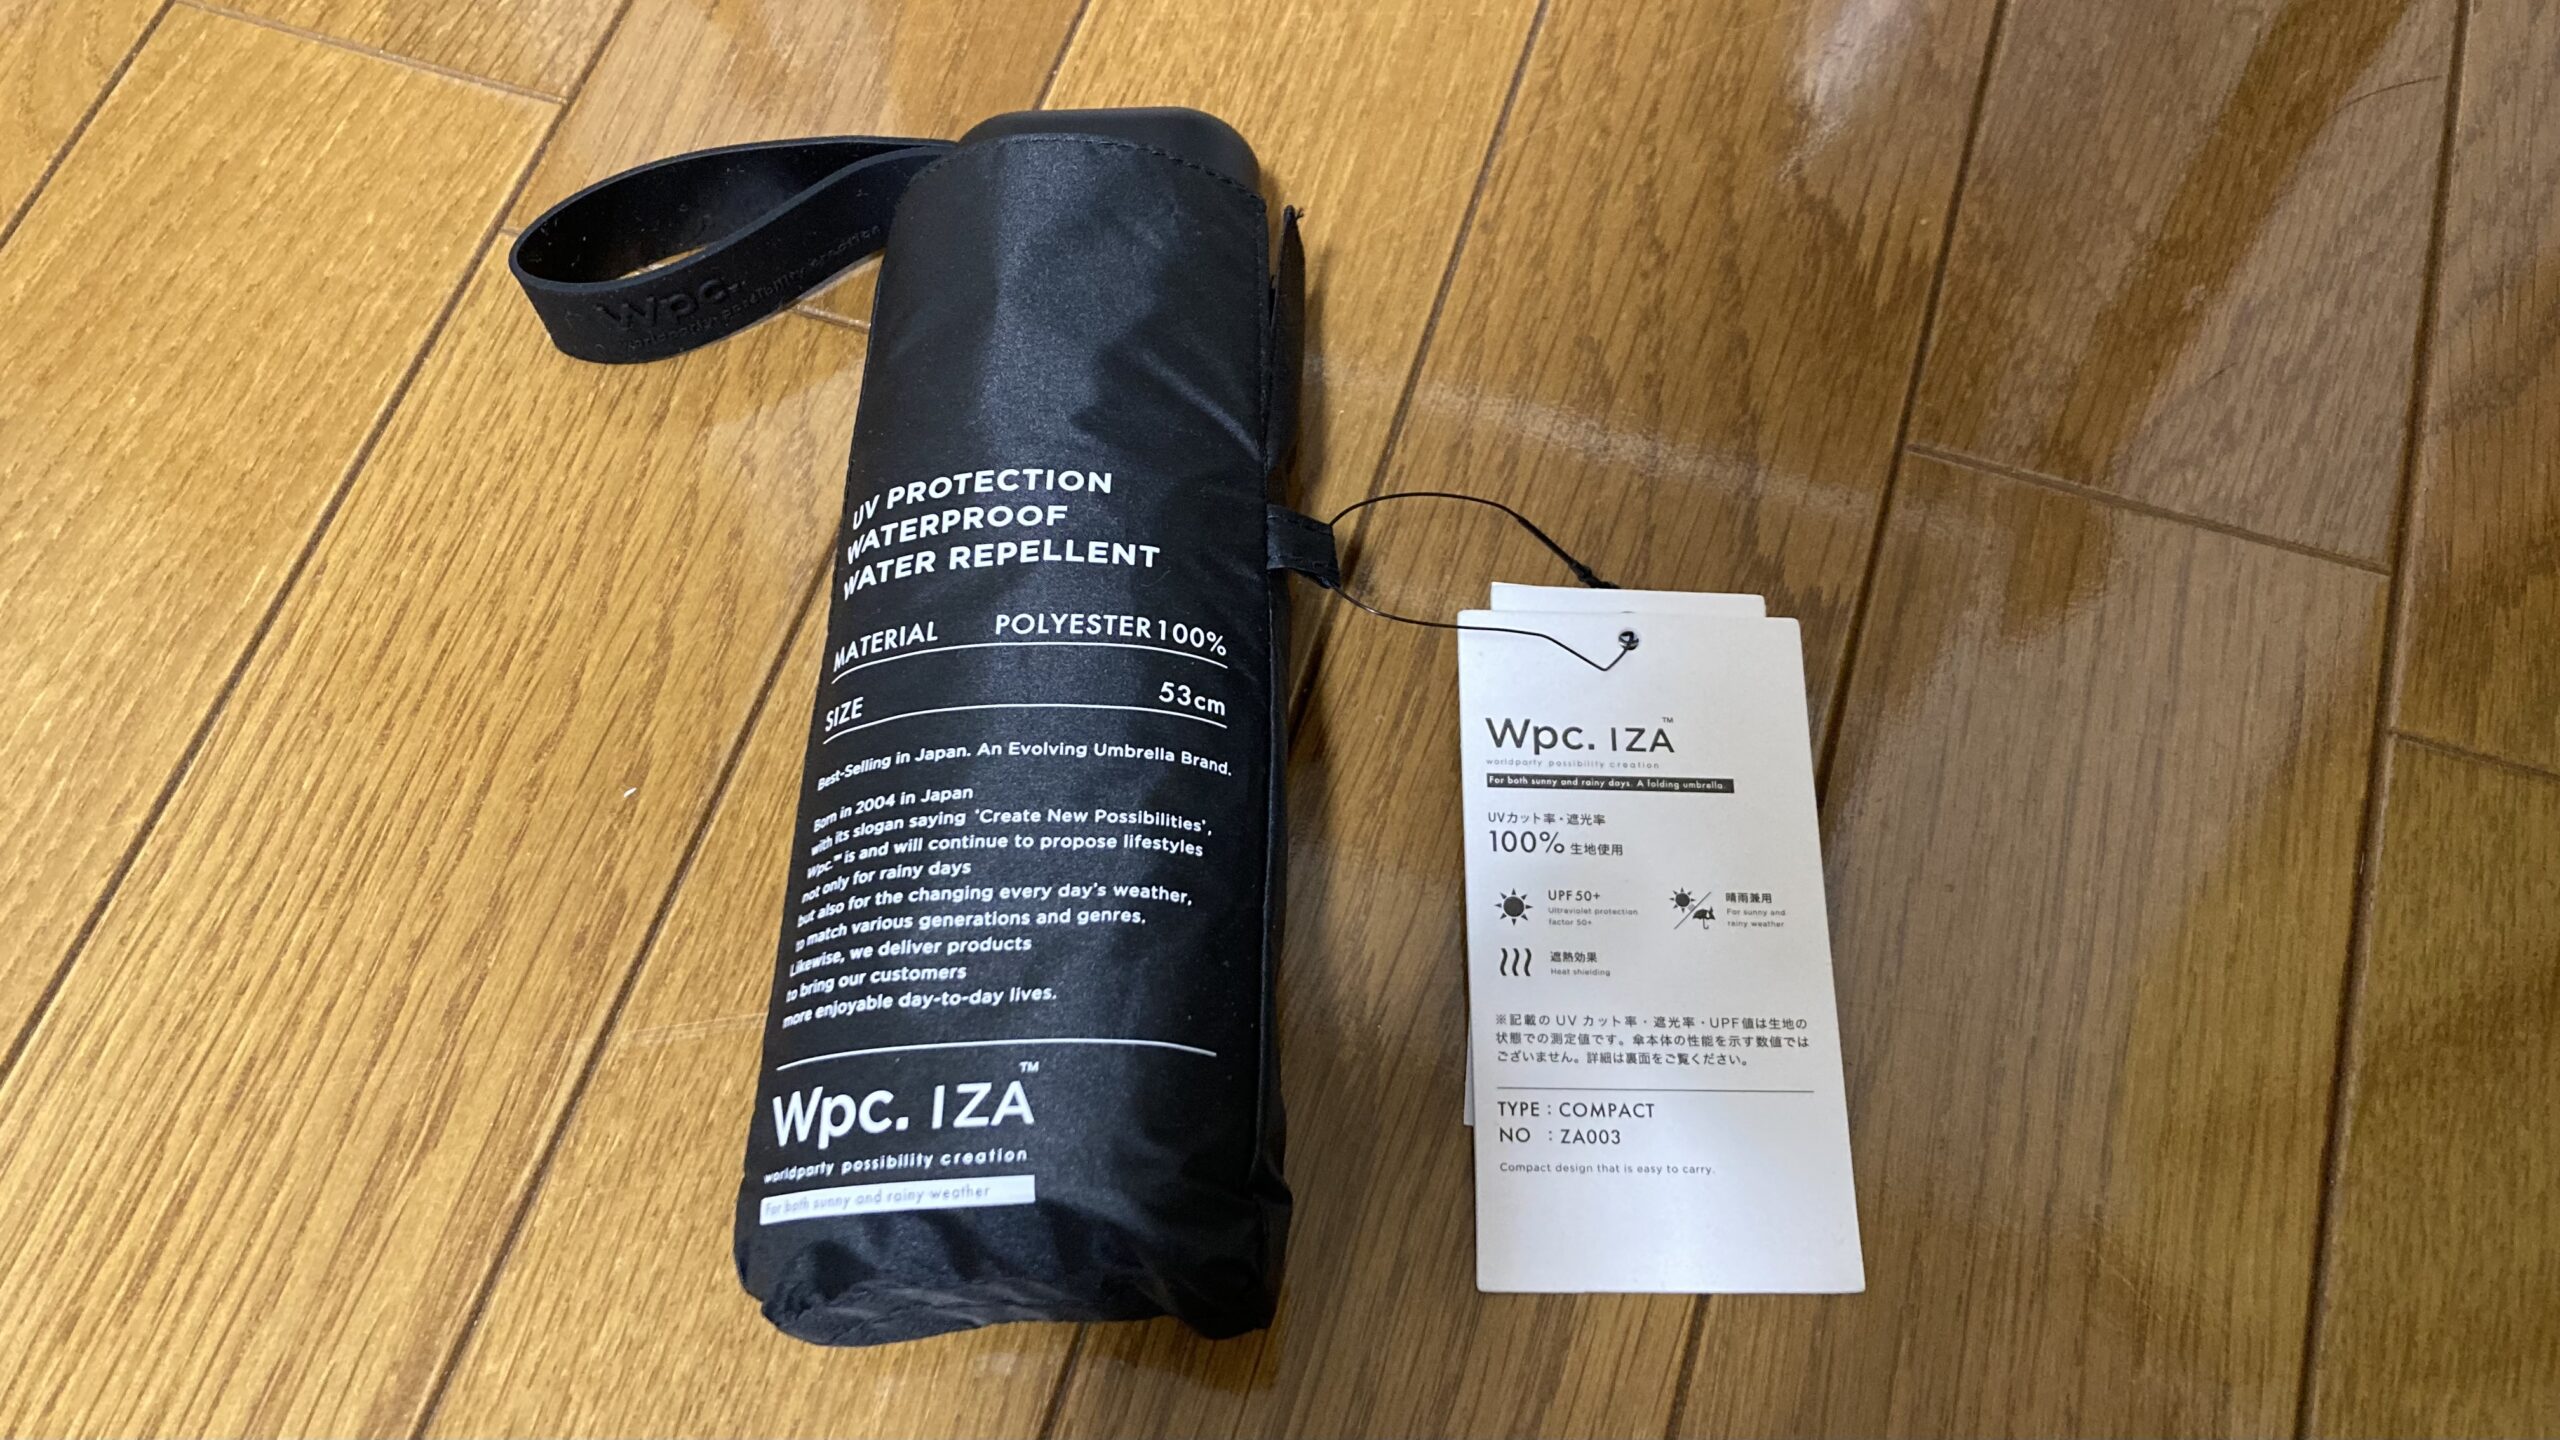 Wpc.
UV PROTECTION
WATERPROOF
WATER REPELLENT
MATERIAL POLYESTER 100%
SIZE 53cm
Best-Selling in Japan. An Evolving Umbrella Brand.
Born in 2004 in Japan
with its slogan saying 'Create New Possibilities',
Wpc.™ is and will continue to propose lifestyles
not only for rainy days
but also for the changing every day's weather,
to match various generations and genres.
Likewise, we deliver products
to bring our customers
more enjoyable day-to-day lives.
Wpc. IZA™
worldparty possibility creation
For both sunny and rainy weather
Wpc. IZA™
worldparty possibility creation
For both sunny and rainy days. A folding umbrella.
UVカット率・遮光率
100% 生地使用
UPF50+
Ultraviolet protection
factor 50+
晴雨兼用
For sunny and
rainy weather
遮熱効果
Heat shielding
※記載のUVカット率・遮光率・UPF値は生地の
状態での測定値です。傘本体の性能を示す数値では
ございません。詳細は裏面をご覧ください。
TYPE : COMPACT
NO : ZA003
Compact design that is easy to carry.